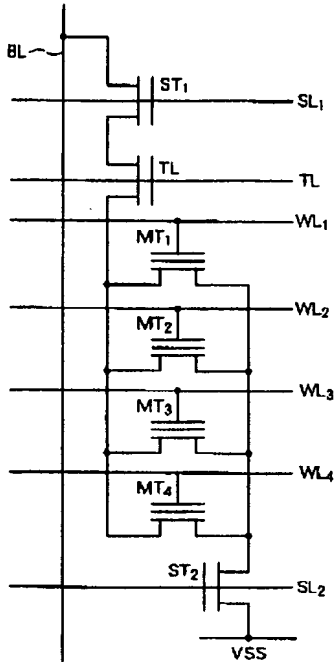 BL
ST₁
SL₁
TL
TL
WL₁
MT₁
WL₂
MT₂
WL₃
MT₃
WL₄
MT₄
ST₂
SL₂
VSS